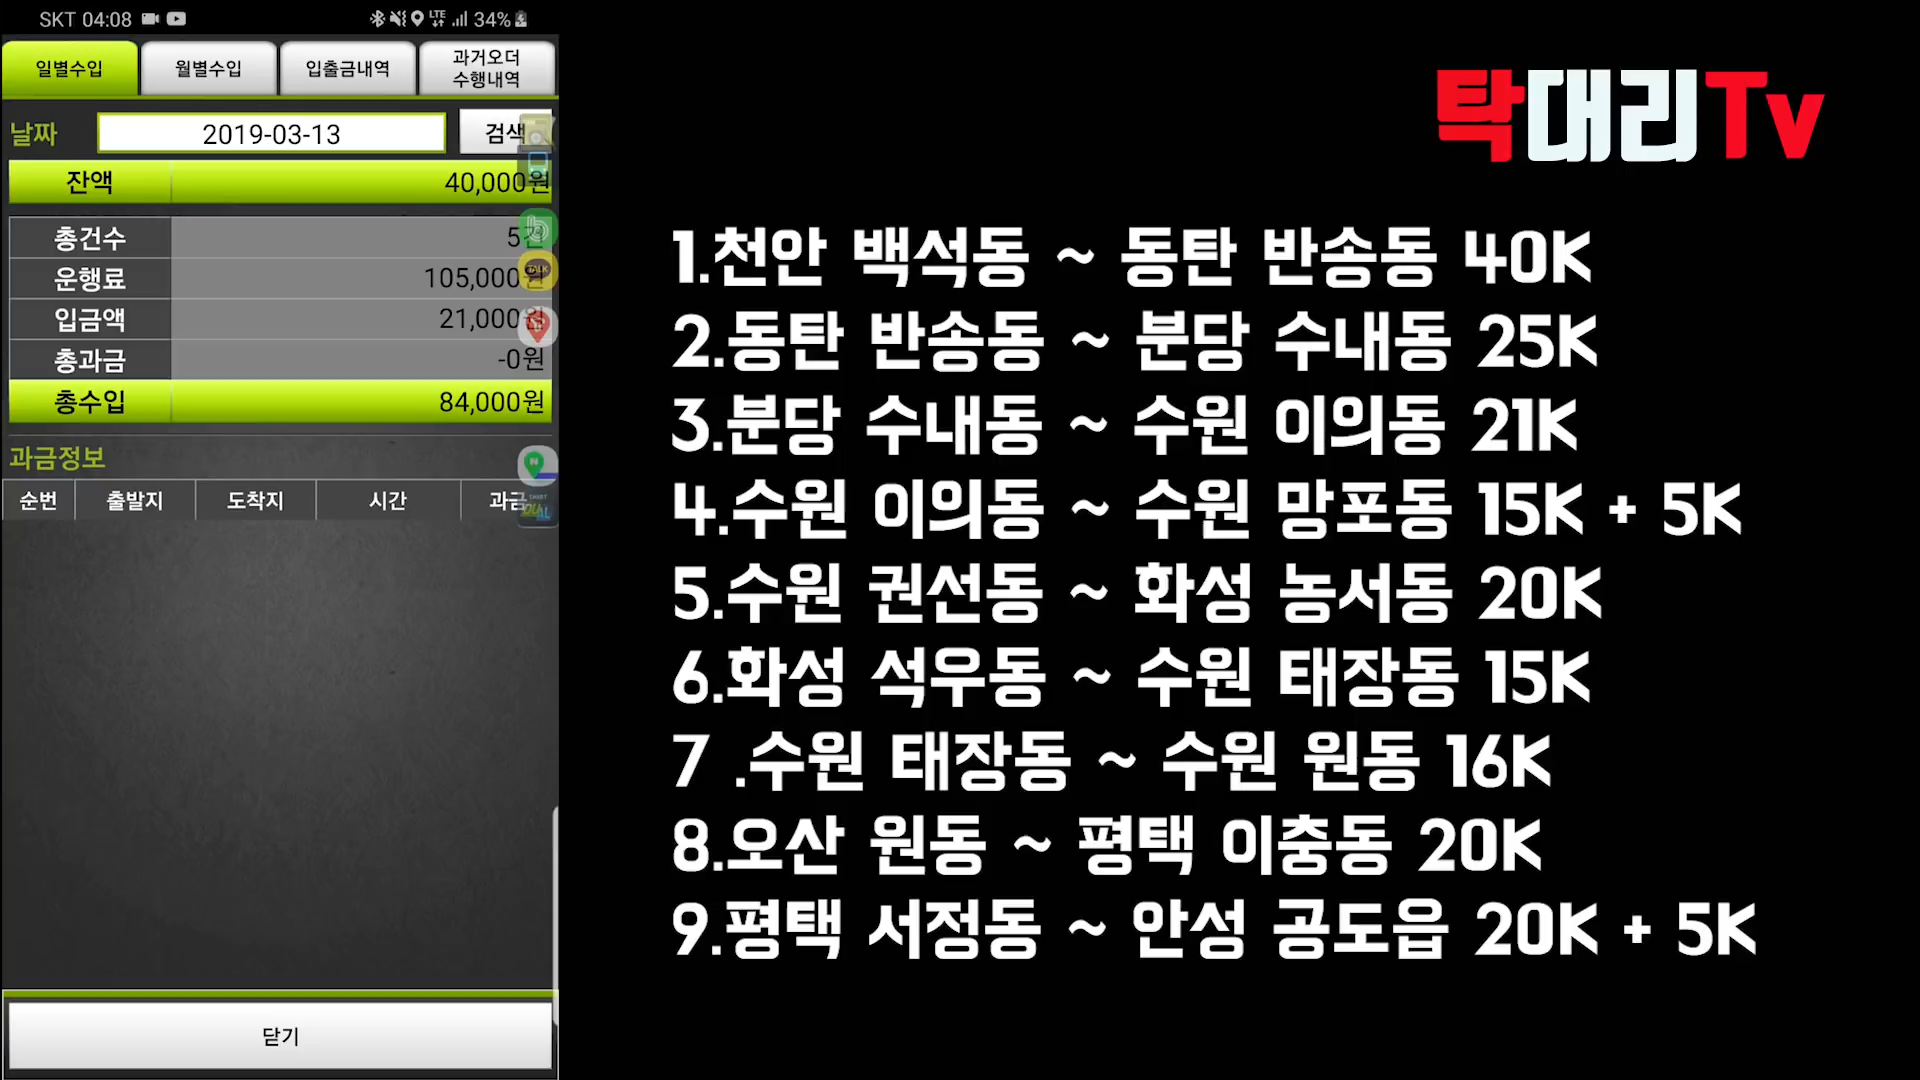 SKT 04:08
LTE 34%
일별수입 월별수입 입출금내역 과거오더 수행내역
날짜 2019-03-13 검색
잔액 40,000원
총건수 5건
운행료 105,000원
입금액 21,000원
총과금 -0원
총수입 84,000원
과금정보
순번 출발지 도착지 시간 과금
닫기
탁대리Tv
1.천안 백석동 ~ 동탄 반송동 40K
2.동탄 반송동 ~ 분당 수내동 25K
3.분당 수내동 ~ 수원 이의동 21K
4.수원 이의동 ~ 수원 망포동 15K + 5K
5.수원 권선동 ~ 화성 농서동 20K
6.화성 석우동 ~ 수원 태장동 15K
7 .수원 태장동 ~ 수원 원동 16K
8.오산 원동 ~ 평택 이충동 20K
9.평택 서정동 ~ 안성 공도읍 20K + 5K